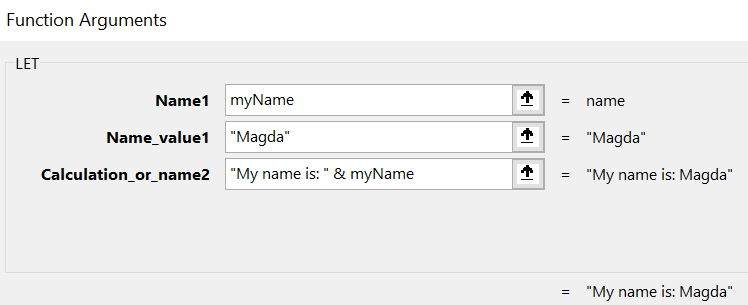 Function Arguments
LET
Name1 myName = name
Name_value1 "Magda" = "Magda"
Calculation_or_name2 "My name is: " & myName = "My name is: Magda"
= "My name is: Magda"